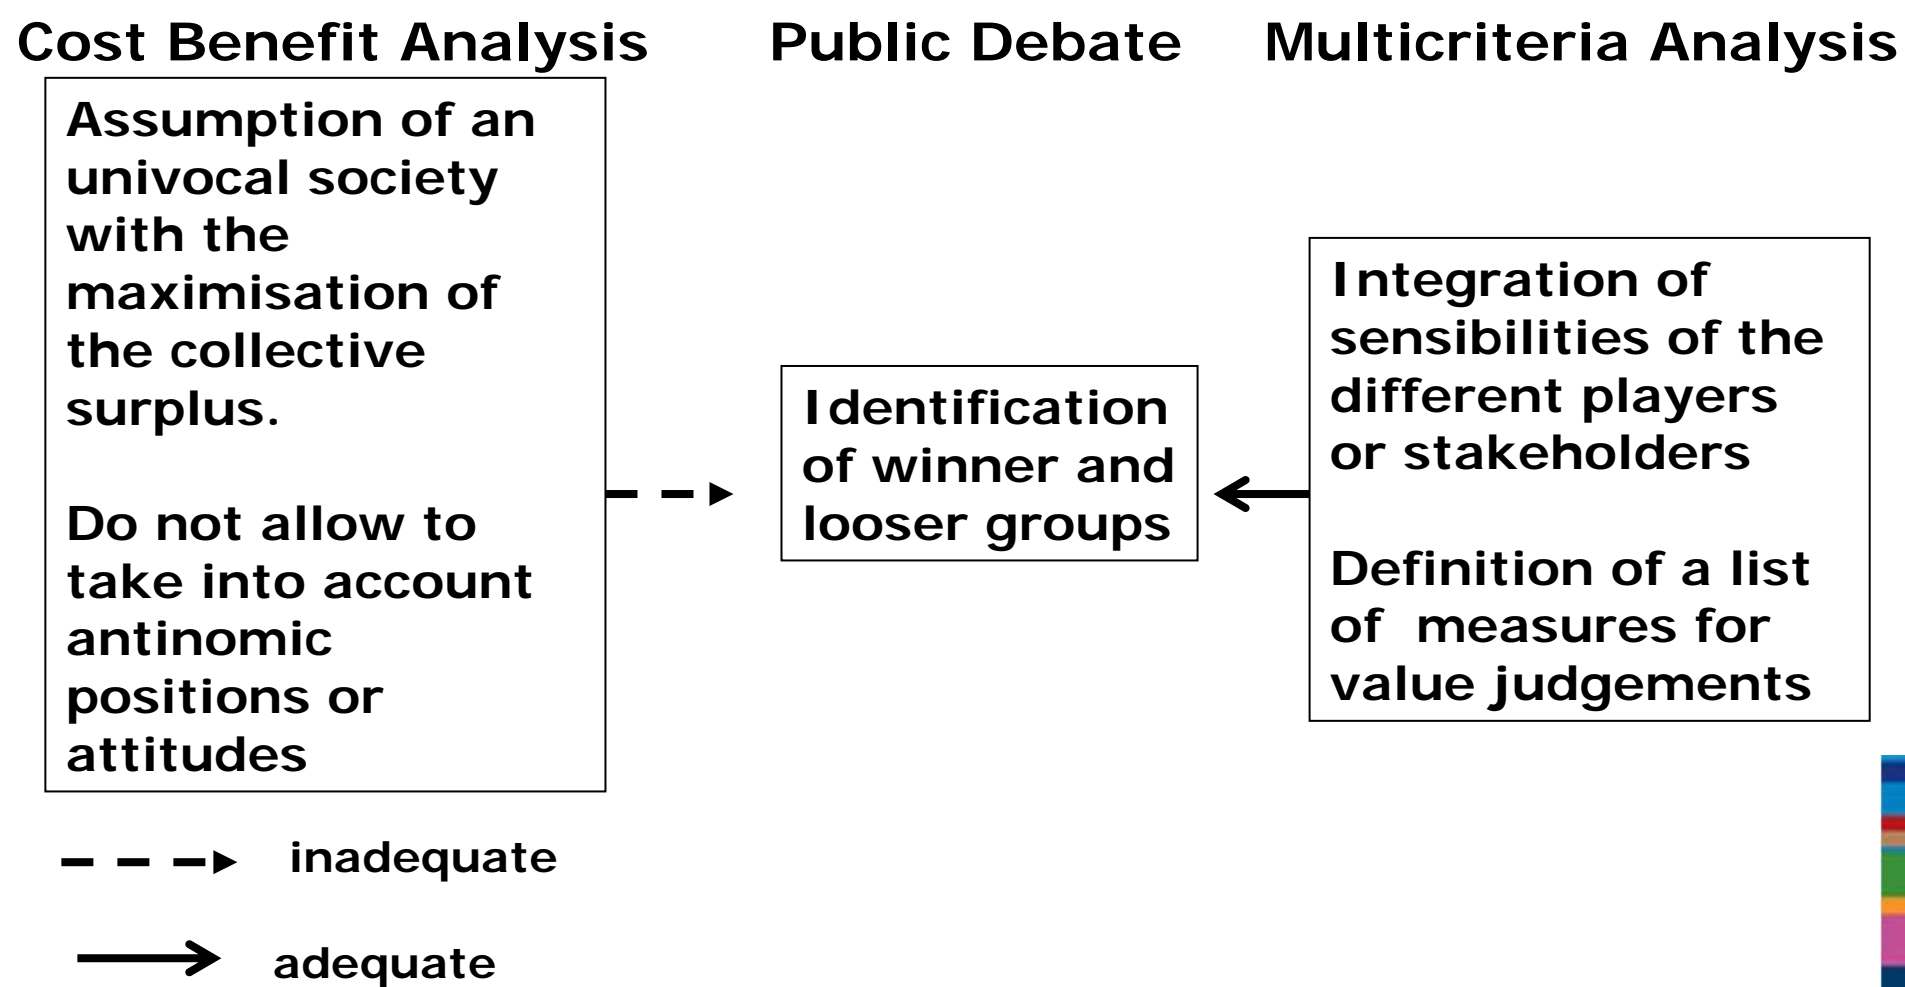 Cost Benefit Analysis
Assumption of an
univocal society
with the
maximisation of
the collective
surplus.
Do not allow to
take into account
antinomic
positions or
attitudes
Public Debate
Identification
of winner and
looser groups
Multicriteria Analysis
Integration of
sensibilities of the
different players
or stakeholders
Definition of a list
of measures for
value judgements
inadequate
adequate